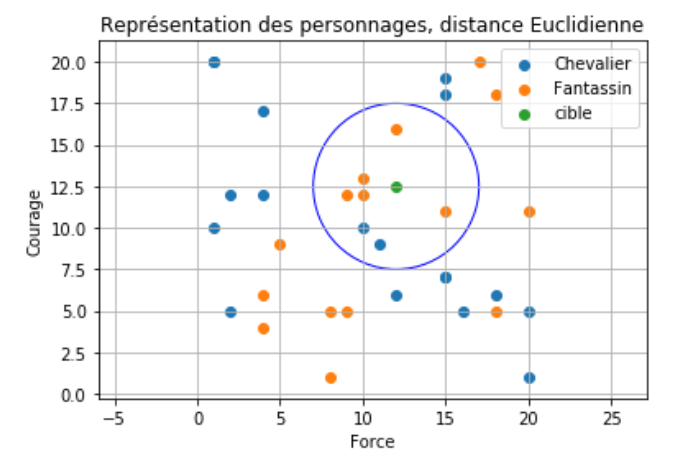 Représentation des personnages, distance Euclidienne
Chevalier
Fantassin
cible
Courage
20.0
17.5
15.0
12.5
10.0
7.5
5.0
2.5
0.0
−5
0
5
10
15
20
25
Force